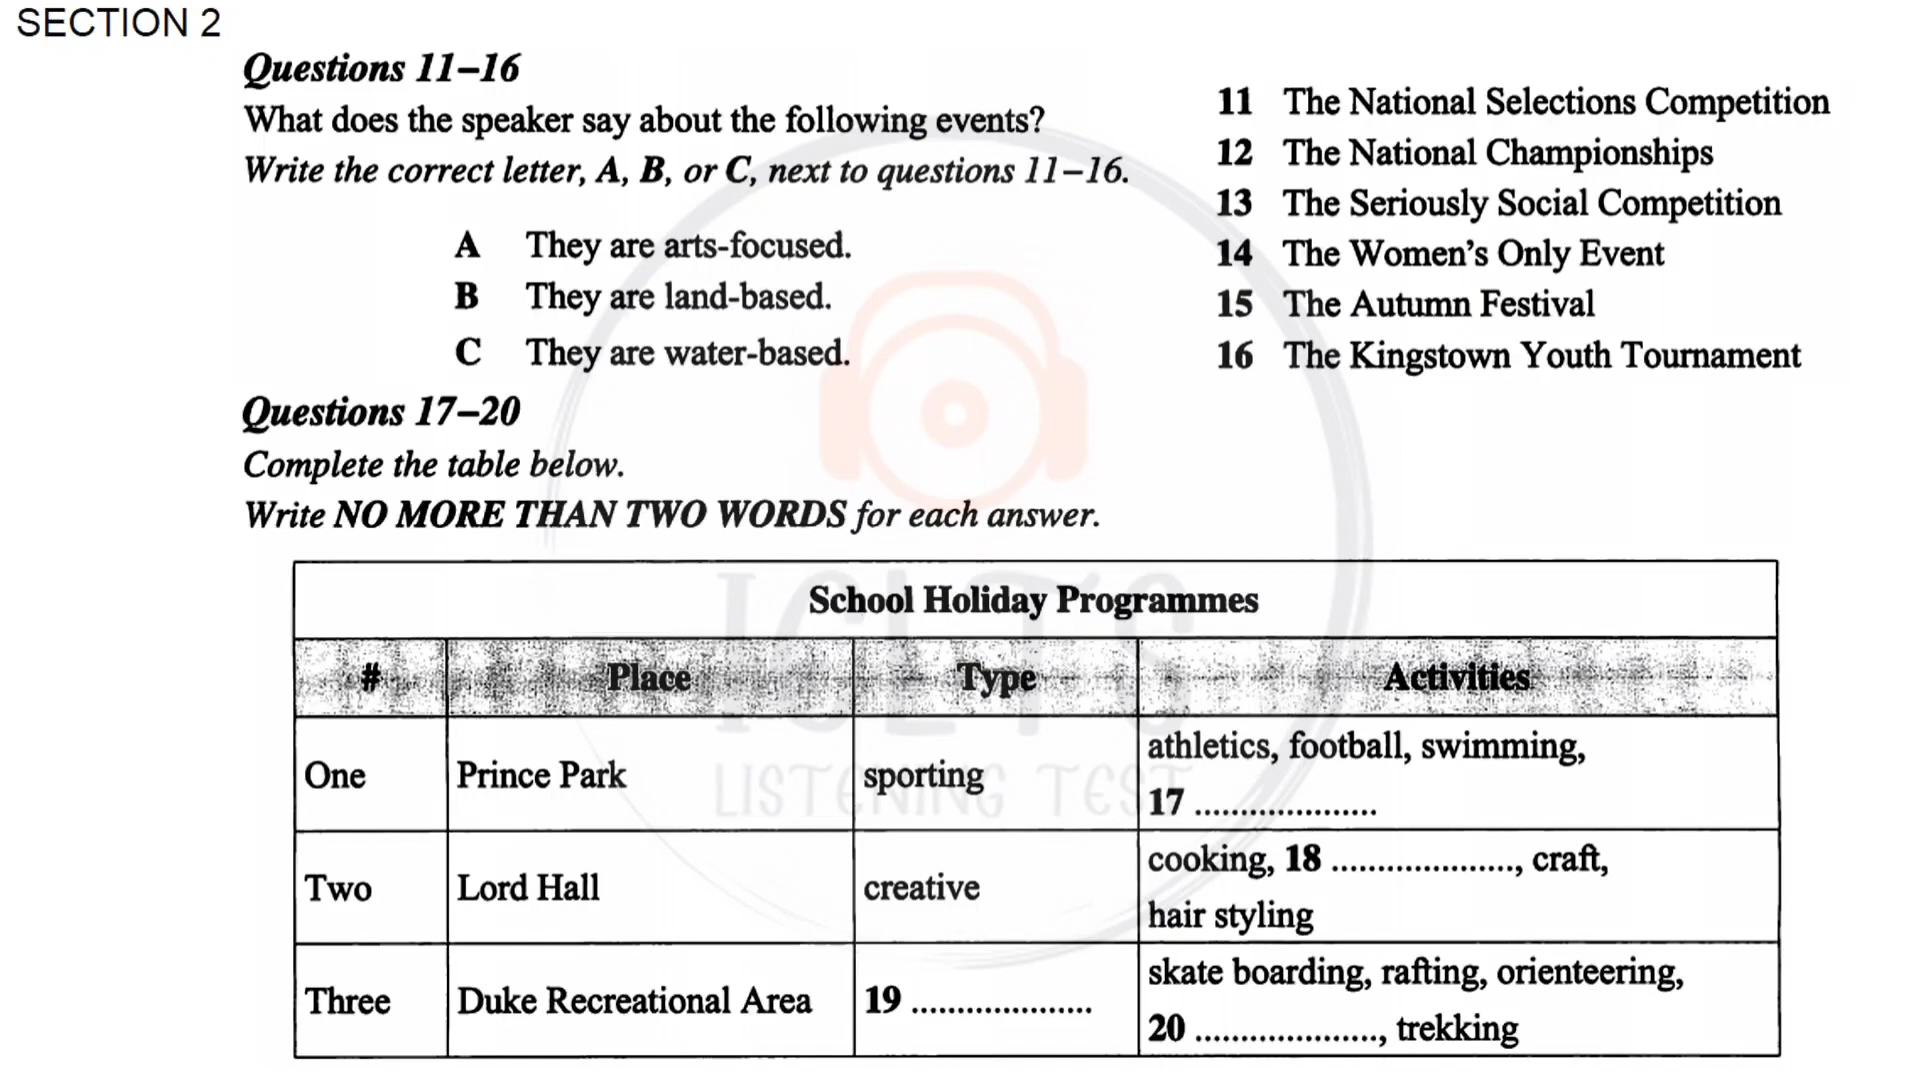 SECTION 2
Questions 11–16
What does the speaker say about the following events?
Write the correct letter, A, B, or C, next to questions 11–16.
A They are arts-focused.
B They are land-based.
C They are water-based.
11 The National Selections Competition
12 The National Championships
13 The Seriously Social Competition
14 The Women's Only Event
15 The Autumn Festival
16 The Kingstown Youth Tournament
Questions 17–20
Complete the table below.
Write NO MORE THAN TWO WORDS for each answer.
School Holiday Programmes
# Place Type Activities
One Prince Park sporting athletics, football, swimming,
17 ....................
Two Lord Hall creative cooking, 18 ...................., craft,
hair styling
Three Duke Recreational Area 19 .................... skate boarding, rafting, orienteering,
20 ...................., trekking
IELTS
LISTENING TEST